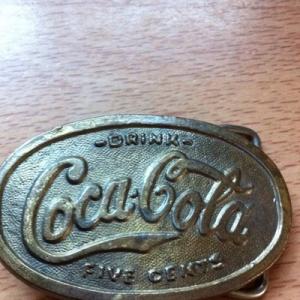 -DRINK-
Coca-Cola
FIVE CENTS